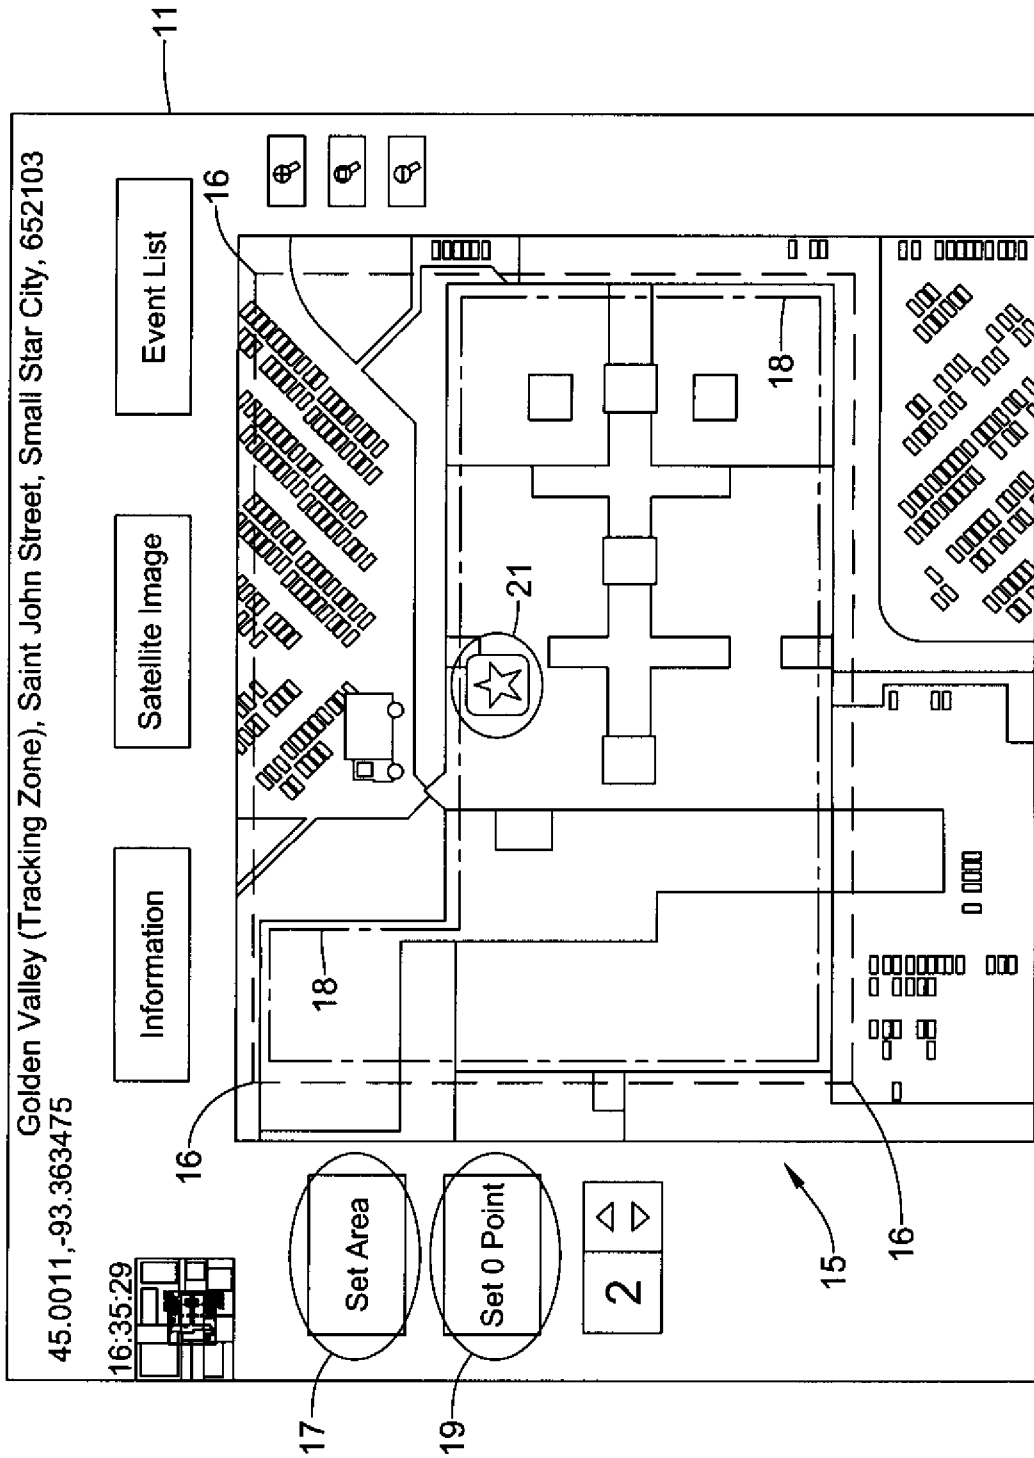 Golden Valley (Tracking Zone), Saint John Street, Small Star City, 652103
45.0011,-93.363475
16:35:29
Information
Satellite Image
Event List
11
16
16
17
Set Area
18
21
19
Set 0 Point
2
18
15
16